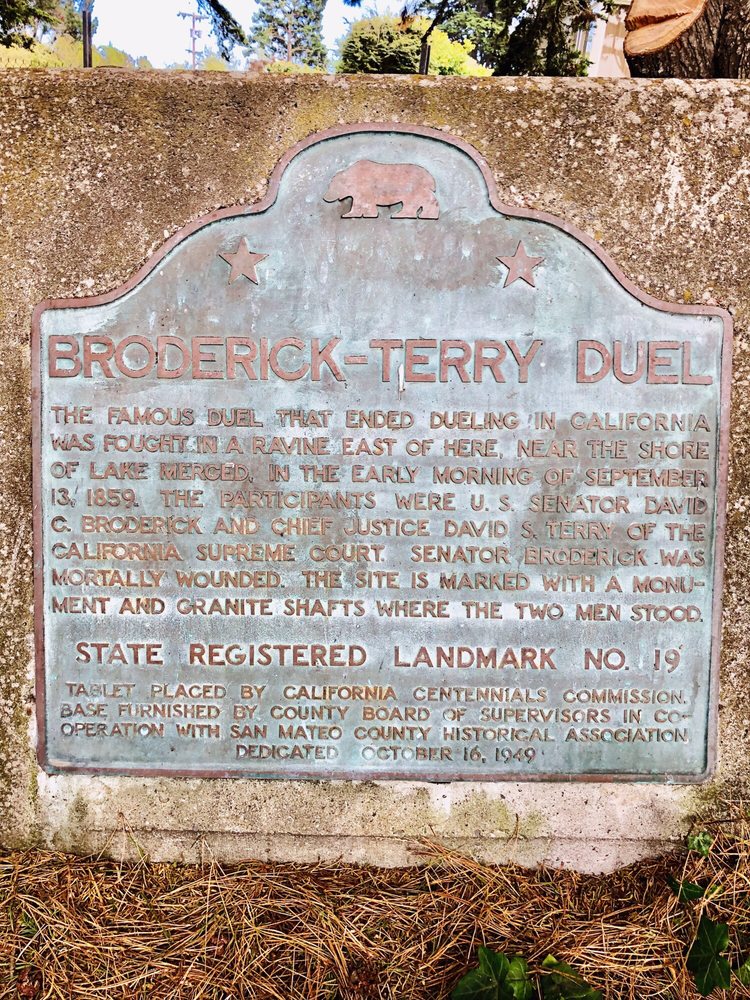 BRODERICK-TERRY DUEL
THE FAMOUS DUEL THAT ENDED DUELING IN CALIFORNIA
WAS FOUGHT IN A RAVINE EAST OF HERE, NEAR THE SHORE
OF LAKE MERCED, IN THE EARLY MORNING OF SEPTEMBER
13, 1859. THE PARTICIPANTS WERE U. S. SENATOR DAVID
C. BRODERICK AND CHIEF JUSTICE DAVID S. TERRY OF THE
CALIFORNIA SUPREME COURT. SENATOR BRODERICK WAS
MORTALLY WOUNDED. THE SITE IS MARKED WITH A MONU-
MENT AND GRANITE SHAFTS WHERE THE TWO MEN STOOD.
STATE REGISTERED LANDMARK NO. 19
TABLET PLACED BY CALIFORNIA CENTENNIALS COMMISSION.
BASE FURNISHED BY COUNTY BOARD OF SUPERVISORS IN CO-
OPERATION WITH SAN MATEO COUNTY HISTORICAL ASSOCIATION.
DEDICATED OCTOBER 16, 1949